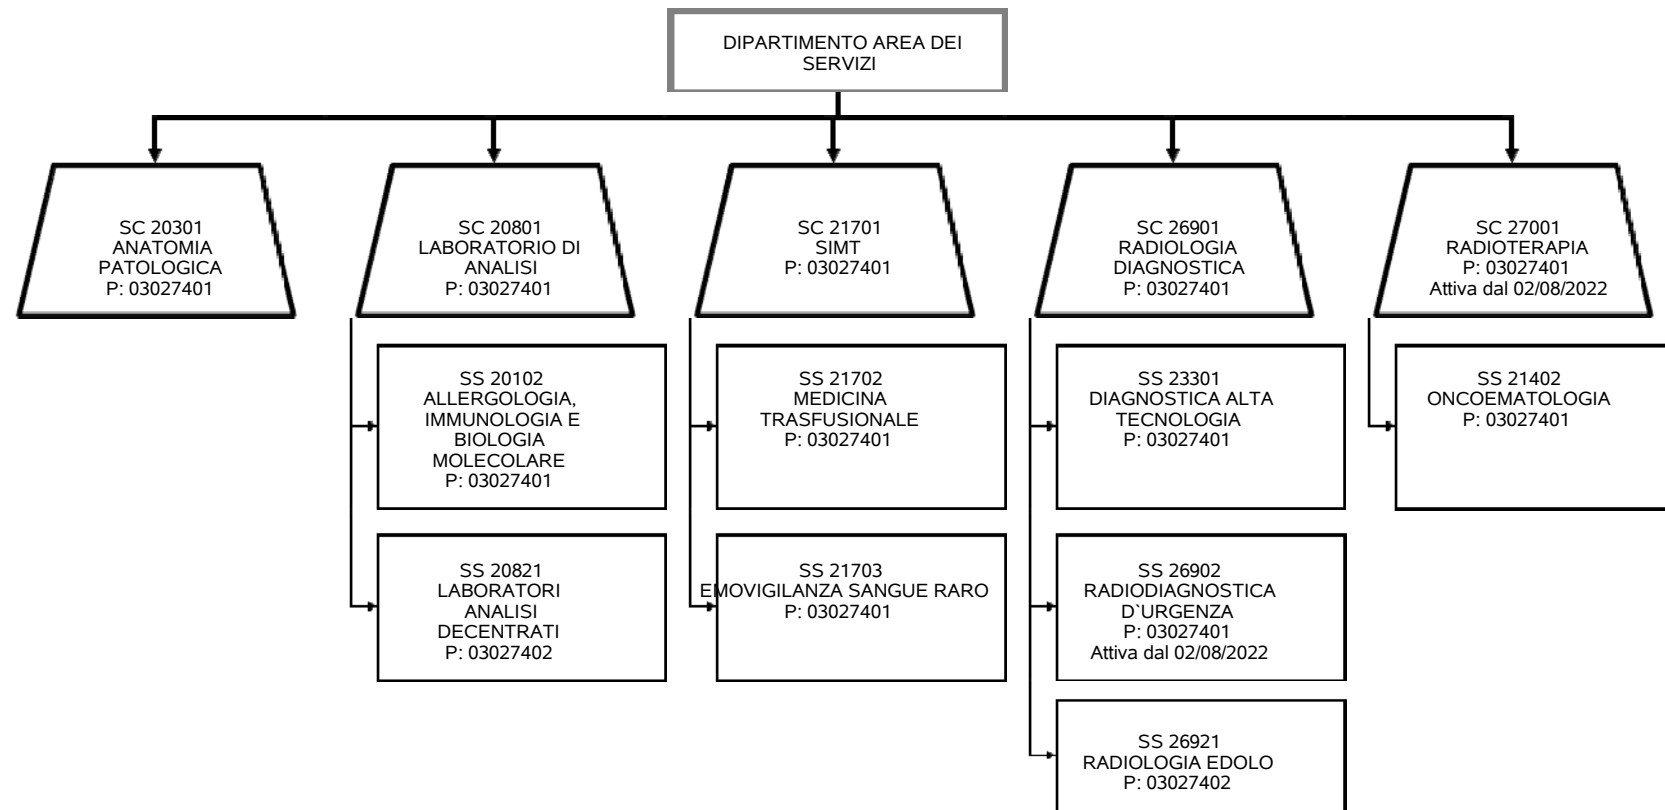 DIPARTIMENTO AREA DEI
SERVIZI
SC 20301
ANATOMIA
PATOLOGICA
P: 03027401
SC 20801
LABORATORIO DI
ANALISI
P: 03027401
SC 21701
SIMT
P: 03027401
SC 26901
RADIOLOGIA
DIAGNOSTICA
P: 03027401
SC 27001
RADIOTERAPIA
P: 03027401
Attiva dal 02/08/2022
SS 20102
ALLERGOLOGIA,
IMMUNOLOGIA E
BIOLOGIA
MOLECOLARE
P: 03027401
SS 21702
MEDICINA
TRASFUSIONALE
P: 03027401
SS 23301
DIAGNOSTICA ALTA
TECNOLOGIA
P: 03027401
SS 21402
ONCOEMATOLOGIA
P: 03027401
SS 20821
LABORATORI
ANALISI
DECENTRATI
P: 03027402
SS 21703
EMOVIGILANZA SANGUE RARO
P: 03027401
SS 26902
RADIODIAGNOSTICA
D`URGENZA
P: 03027401
Attiva dal 02/08/2022
SS 26921
RADIOLOGIA EDOLO
P: 03027402